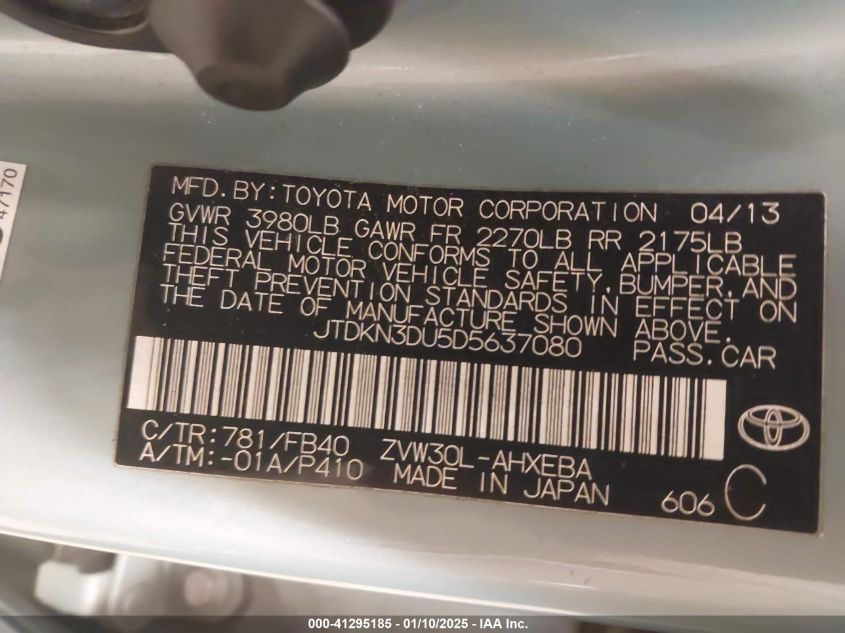 47170
MFD. BY: TOYOTA MOTOR CORPORATION 04/13
GVWR 3980LB GAWR FR 2270LB RR 2175LB
THIS VEHICLE CONFORMS TO ALL APPLICABLE
FEDERAL MOTOR VEHICLE SAFETY, BUMPER, AND
THEFT PREVENTION STANDARDS IN EFFECT ON
THE DATE OF MANUFACTURE SHOWN ABOVE.
JTDKN3DU5D5637080 PASS. CAR
C/TR: 781/FB40 ZVW30L-AHXEBA
A/TM: -01A/P410 MADE IN JAPAN 606 C
000-41295185 - 01/10/2025 - IAA Inc.